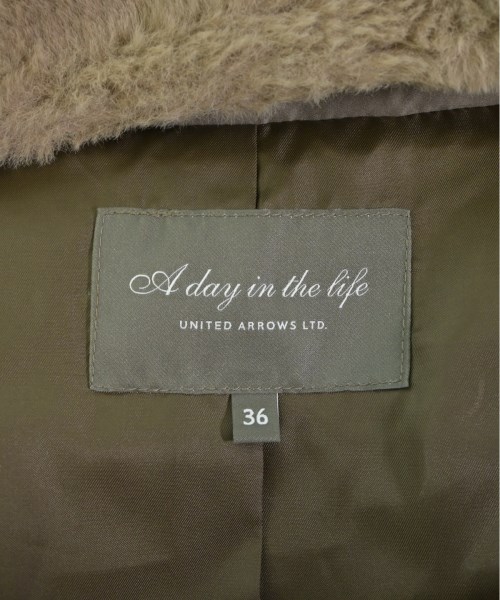 A day in the life
UNITED ARROWS LTD.
36